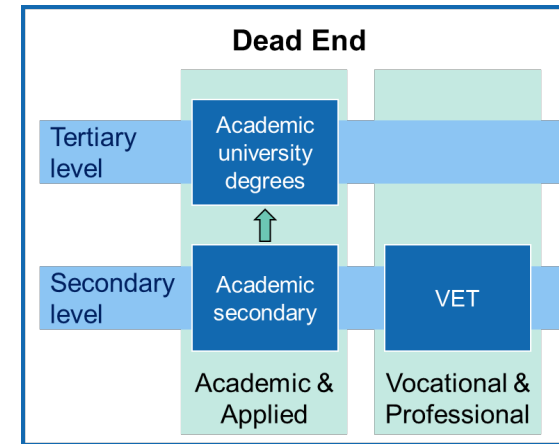 Dead End
Tertiary
level
Academic
university
degrees
Secondary
level
Academic
secondary
VET
Academic &
Applied
Vocational &
Professional